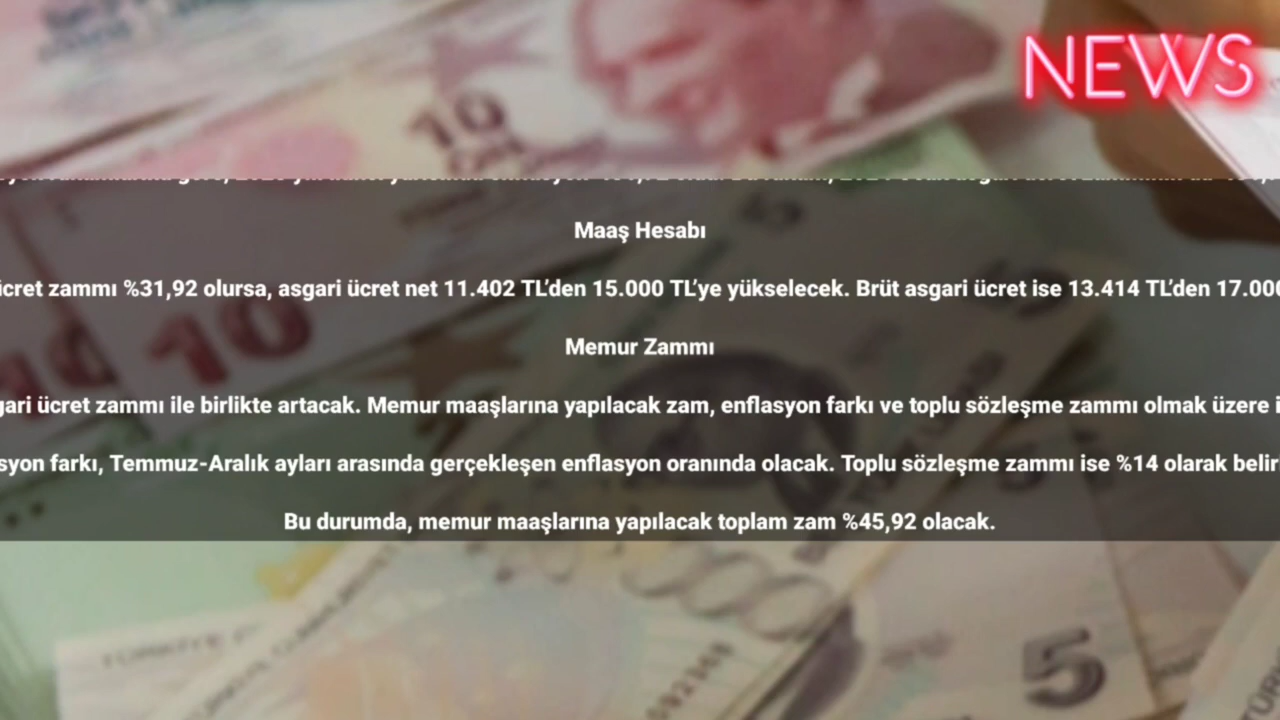 NEWS
Maaş Hesabı
ücret zammı %31,92 olursa, asgari ücret net 11.402 TL’den 15.000 TL’ye yükselecek. Brüt asgari ücret ise 13.414 TL’den 17.000
Memur Zammı
gari ücret zammı ile birlikte artacak. Memur maaşlarına yapılacak zam, enflasyon farkı ve toplu sözleşme zammı olmak üzere i
syon farkı, Temmuz-Aralık ayları arasında gerçekleşen enflasyon oranında olacak. Toplu sözleşme zammı ise %14 olarak belir
Bu durumda, memur maaşlarına yapılacak toplam zam %45,92 olacak.
10
10
5
5